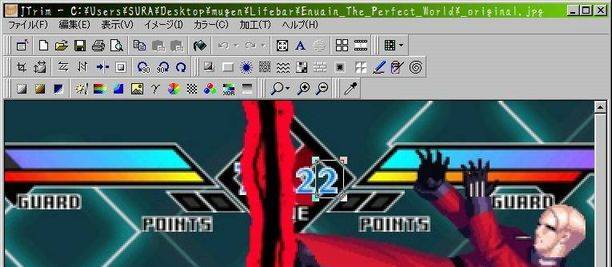 JTrim - C:¥Users¥SURA¥Desktop¥mugen¥Lifebar¥Enuain_The_Perfect_World¥_original.jpg
ファイル(F) 編集(E) 表示(V) イメージ(I) カラー(C) 加工(T) ヘルプ(H)
22
GUARD GUARD
POINTS POINTS